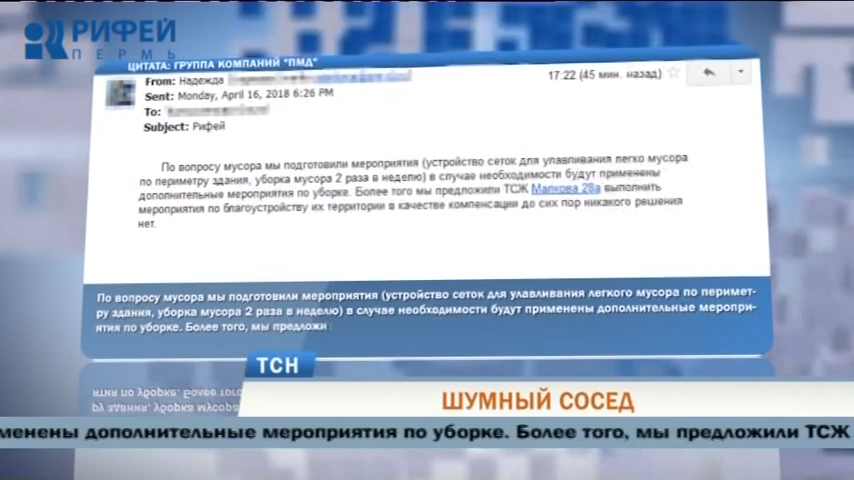 РИФЕЙ
ПЕРМЬ
ЦИТАТА: ГРУППА КОМПАНИЙ "ПМД"
From: Надежда
17:22 (45 мин. назад)
Sent: Monday, April 16, 2018 6:26 PM
To:
Subject: Рифей
По вопросу мусора мы подготовили мероприятия (устройство сеток для улавливания легко мусора
по периметру здания, уборка мусора 2 раза в неделю) в случае необходимости будут применены
дополнительные мероприятия по уборке. Более того мы предложили ТСЖ Малкова 28а выполнить
мероприятия по благоустройству их территории в качестве компенсации до сих пор никакого решения
нет.
По вопросу мусора мы подготовили мероприятия (устройство сеток для улавливания легкого мусора по перимет-
ру здания, уборка мусора 2 раза в неделю) в случае необходимости будут применены дополнительные меропри-
ятия по уборке. Более того, мы предложи
ТСН
ШУМНЫЙ СОСЕД
менены дополнительные мероприятия по уборке. Более того, мы предложили ТСЖ